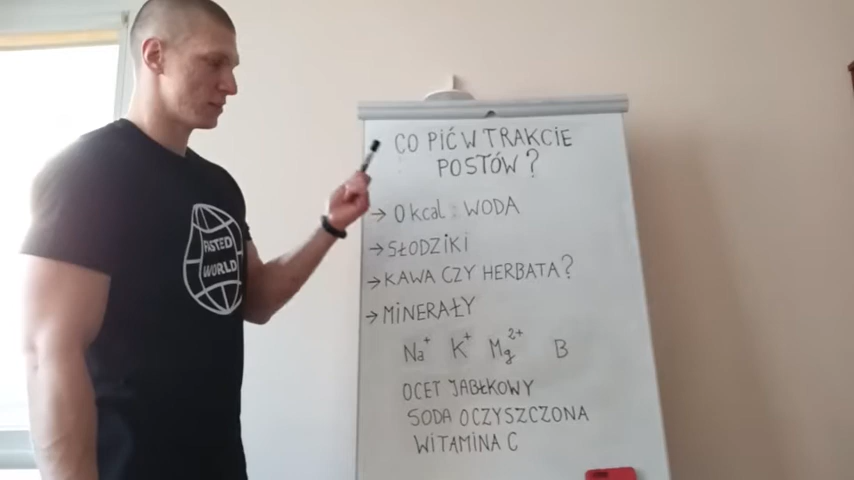 CO PIĆ W TRAKCIE
POSTÓW?
→ 0 kcal: WODA
→ SŁODZIKI
→ KAWA CZY HERBATA?
→ MINERAŁY
Na⁺ K⁺ Mg²⁺ B
OCET JABŁKOWY
SODA OCZYSZCZONA
WITAMINA C
FASTED
WORLD